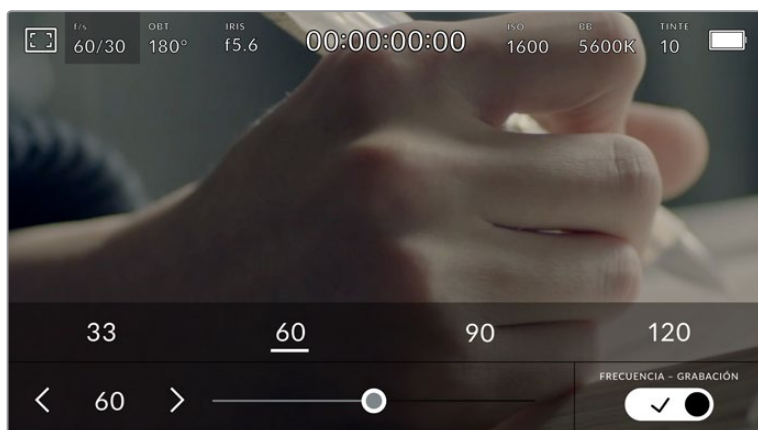 f/s OBT. IRIS ISO BB TINTE
60/30 180° f5.6 00:00:00:00 1600 5600K 10
33 60 90 120
60
FRECUENCIA – GRABACIÓN